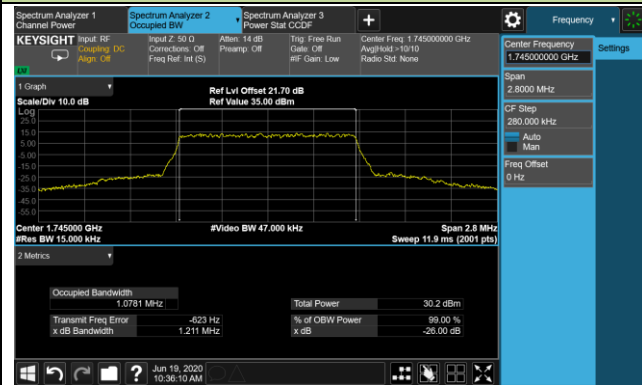 Spectrum Analyzer 1
Channel Power
Spectrum Analyzer 2
Occupied BW
Spectrum Analyzer 3
Power Stat CCDF
+
Frequency
KEYSIGHT
Input: RF
Coupling: DC
Align: Off
Input Z: 50 Ω
Corrections: Off
Freq Ref: Int (S)
Atten: 14 dB
Preamp: Off
Trig: Free Run
Gate: Off
#IF Gain: Low
Center Freq: 1.745000000 GHz
Avg|Hold:>10/10
Radio Std: None
LW
Center Frequency
1.745000000 GHz
Settings
Span
2.8000 MHz
CF Step
280.000 kHz
Auto
Man
Freq Offset
0 Hz
1 Graph
Scale/Div 10.0 dB
Ref Lvl Offset 21.70 dB
Ref Value 35.00 dBm
Log
25.0
15.0
5.00
-5.00
-15.0
-25.0
-35.0
-45.0
-55.0
Center 1.745000 GHz
#Res BW 15.000 kHz
#Video BW 47.000 kHz
Span 2.8 MHz
Sweep 11.9 ms (2001 pts)
2 Metrics
Occupied Bandwidth
1.0781 MHz
Total Power 30.2 dBm
Transmit Freq Error -623 Hz
% of OBW Power 99.00 %
x dB Bandwidth 1.211 MHz
x dB -26.00 dB
?
Jun 19, 2020
10:36:10 AM